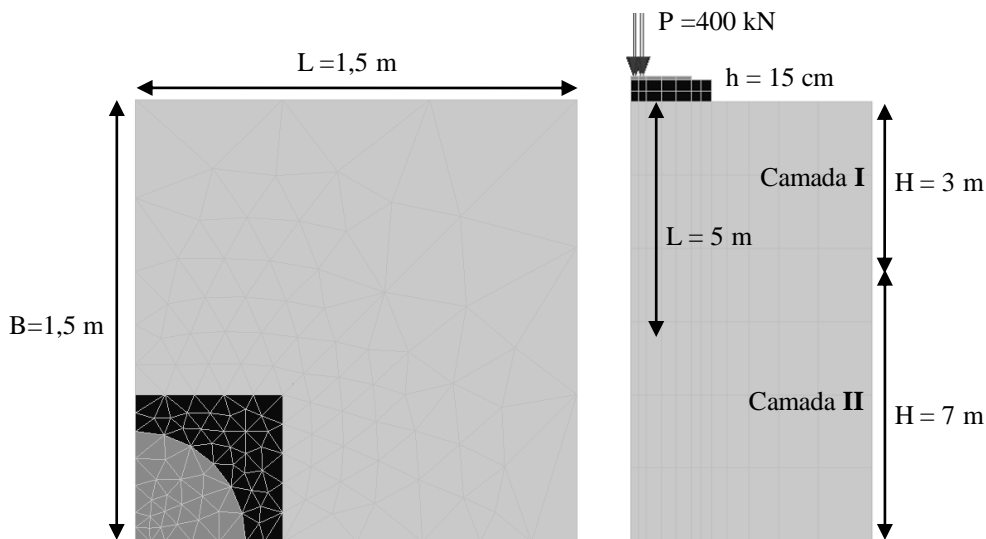 L =1,5 m
B=1,5 m
P =400 kN
h = 15 cm
Camada I
H = 3 m
L = 5 m
Camada II
H = 7 m